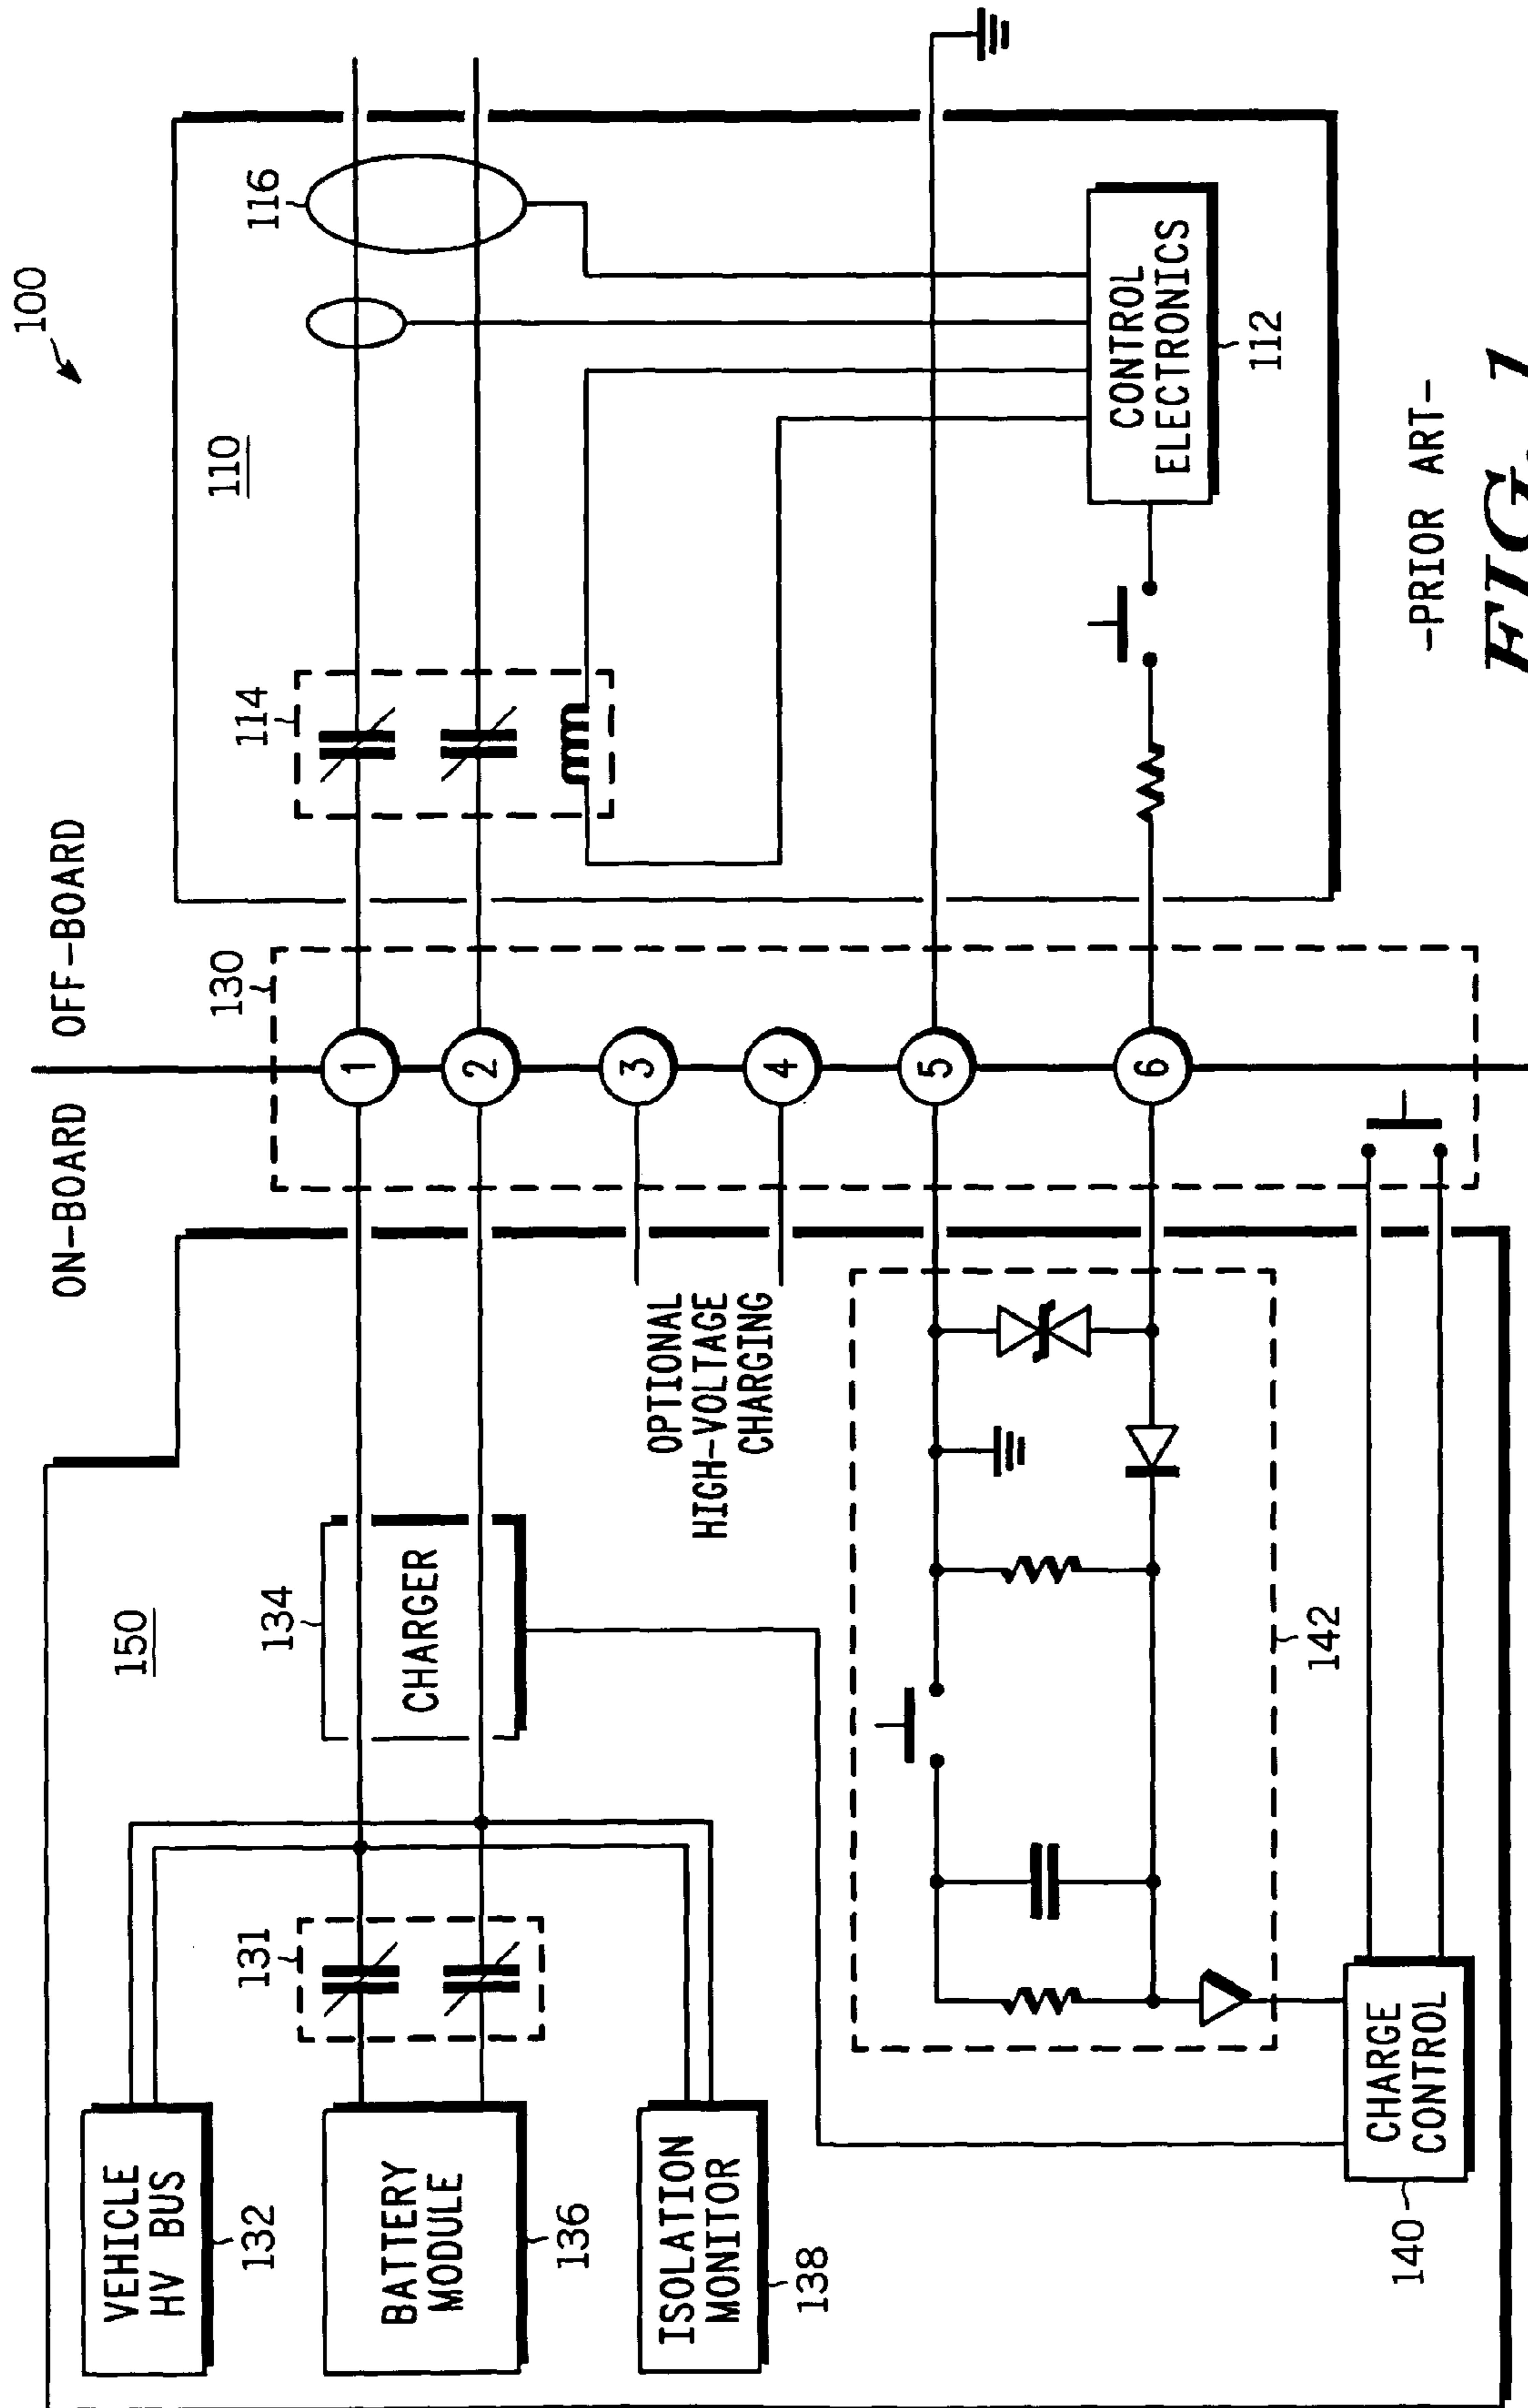 100
ON-BOARD
OFF-BOARD
150
110
VEHICLE
HV BUS
132
131
134
CHARGER
130
114
116
BATTERY
MODULE
136
ISOLATION
MONITOR
138
1
2
3
4
5
6
OPTIONAL
HIGH-VOLTAGE
CHARGING
142
CONTROL
ELECTRONICS
112
CHARGE
CONTROL
140
-PRIOR ART-
FIG. 1